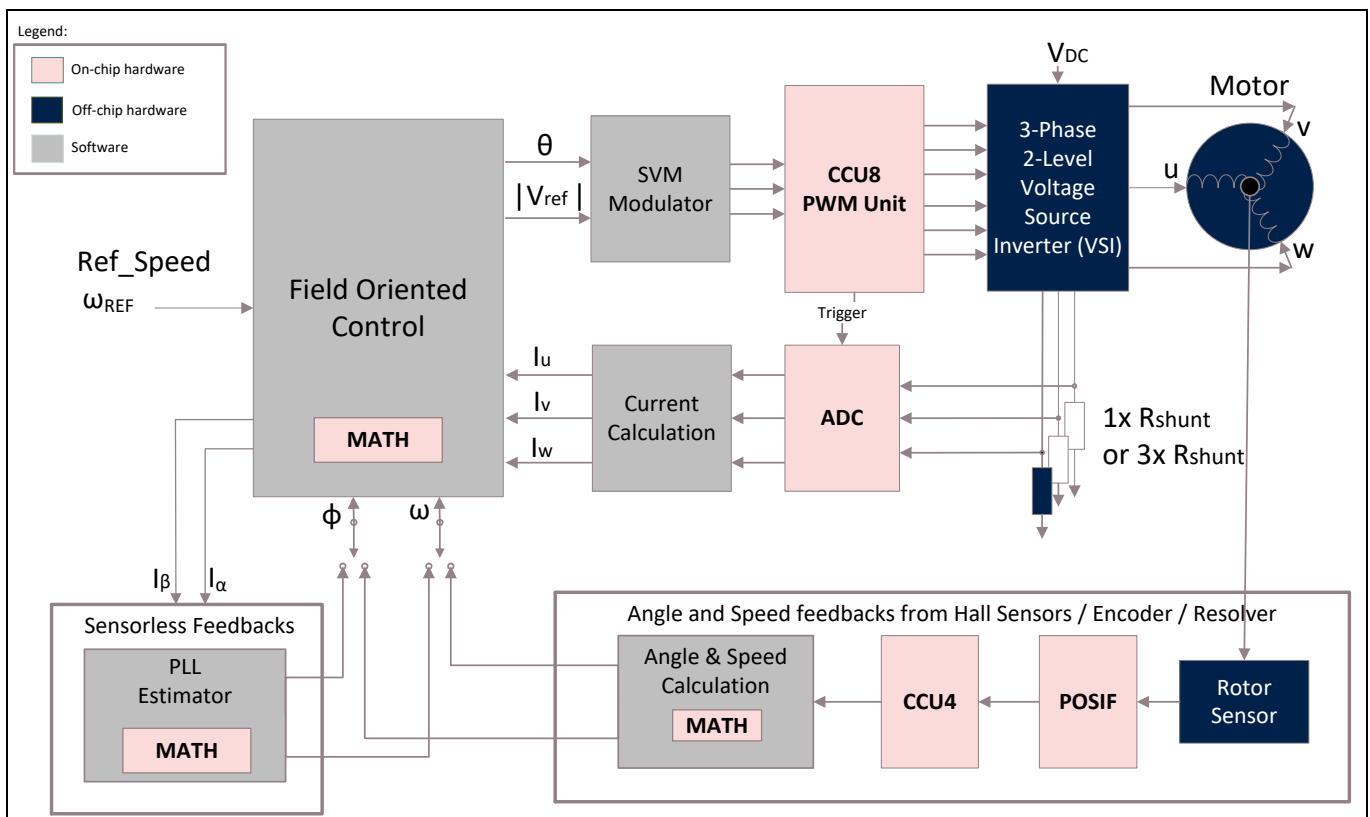 Legend:
On-chip hardware
Off-chip hardware
Software
VDC
Motor
Field Oriented
Control
MATH
θ
|Vref |
SVM
Modulator
CCU8
PWM Unit
3-Phase
2-Level
Voltage
Source
Inverter (VSI)
v
u
w
Ref_Speed
ωREF
Trigger
Iu
Iv
Iw
Current
Calculation
ADC
1x Rshunt
or 3x Rshunt
ϕ
ω
Iβ
Iα
Sensorless Feedbacks
PLL
Estimator
MATH
Angle and Speed feedbacks from Hall Sensors / Encoder / Resolver
Angle & Speed
Calculation
MATH
CCU4
POSIF
Rotor
Sensor